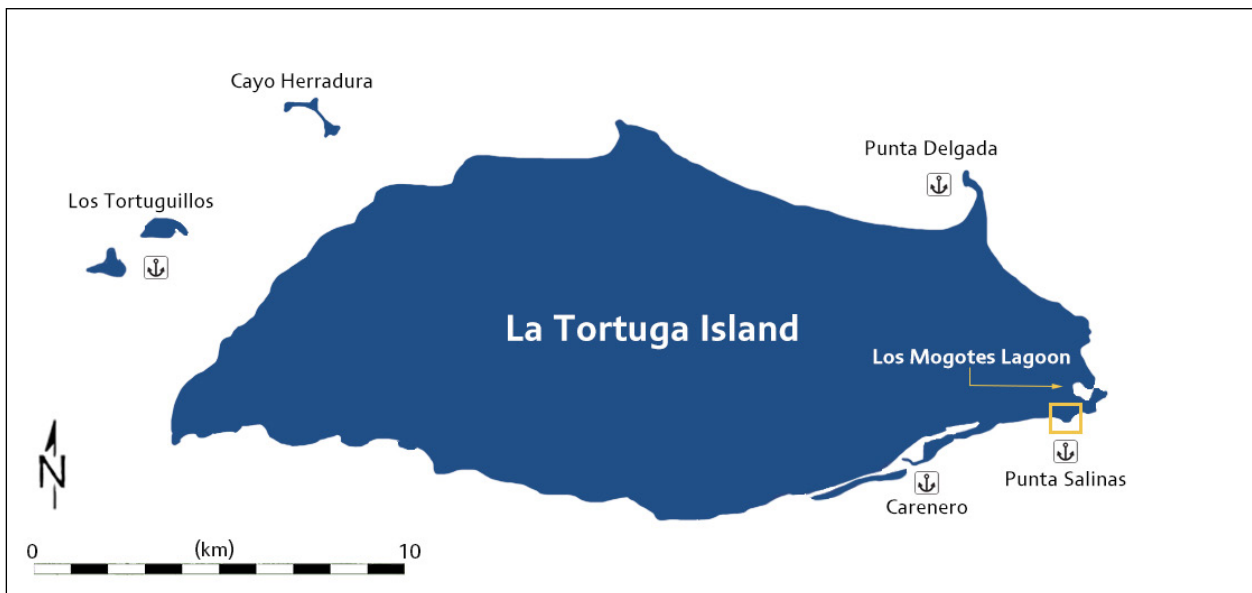 Cayo Herradura
Punta Delgada
Los Tortuguillos
La Tortuga Island
Los Mogotes Lagoon
N
Punta Salinas
Carenero
0 (km) 10